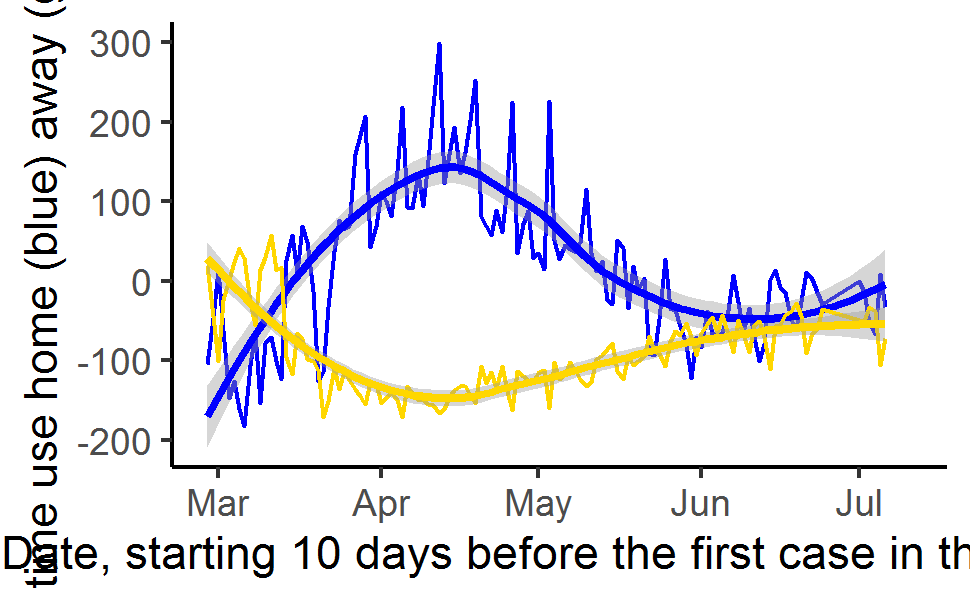 time use home (blue) away (
300
200
100
0
-100
-200
Mar Apr May Jun Jul
Date, starting 10 days before the first case in th